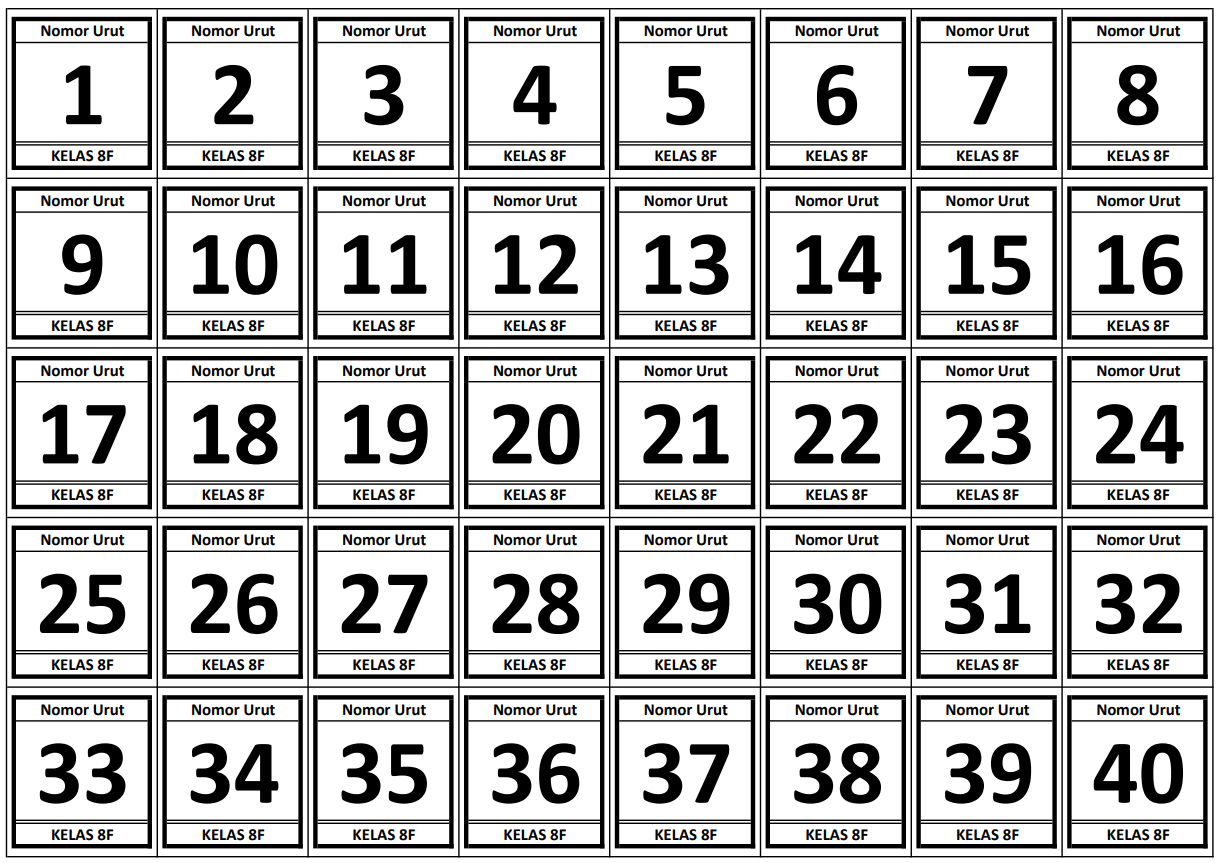 Nomor Urut Nomor Urut Nomor Urut Nomor Urut Nomor Urut Nomor Urut Nomor Urut Nomor Urut
1 2 3 4 5 6 7 8
KELAS 8F KELAS 8F KELAS 8F KELAS 8F KELAS 8F KELAS 8F KELAS 8F KELAS 8F
Nomor Urut Nomor Urut Nomor Urut Nomor Urut Nomor Urut Nomor Urut Nomor Urut Nomor Urut
9 10 11 12 13 14 15 16
KELAS 8F KELAS 8F KELAS 8F KELAS 8F KELAS 8F KELAS 8F KELAS 8F KELAS 8F
Nomor Urut Nomor Urut Nomor Urut Nomor Urut Nomor Urut Nomor Urut Nomor Urut Nomor Urut
17 18 19 20 21 22 23 24
KELAS 8F KELAS 8F KELAS 8F KELAS 8F KELAS 8F KELAS 8F KELAS 8F KELAS 8F
Nomor Urut Nomor Urut Nomor Urut Nomor Urut Nomor Urut Nomor Urut Nomor Urut Nomor Urut
25 26 27 28 29 30 31 32
KELAS 8F KELAS 8F KELAS 8F KELAS 8F KELAS 8F KELAS 8F KELAS 8F KELAS 8F
Nomor Urut Nomor Urut Nomor Urut Nomor Urut Nomor Urut Nomor Urut Nomor Urut Nomor Urut
33 34 35 36 37 38 39 40
KELAS 8F KELAS 8F KELAS 8F KELAS 8F KELAS 8F KELAS 8F KELAS 8F KELAS 8F